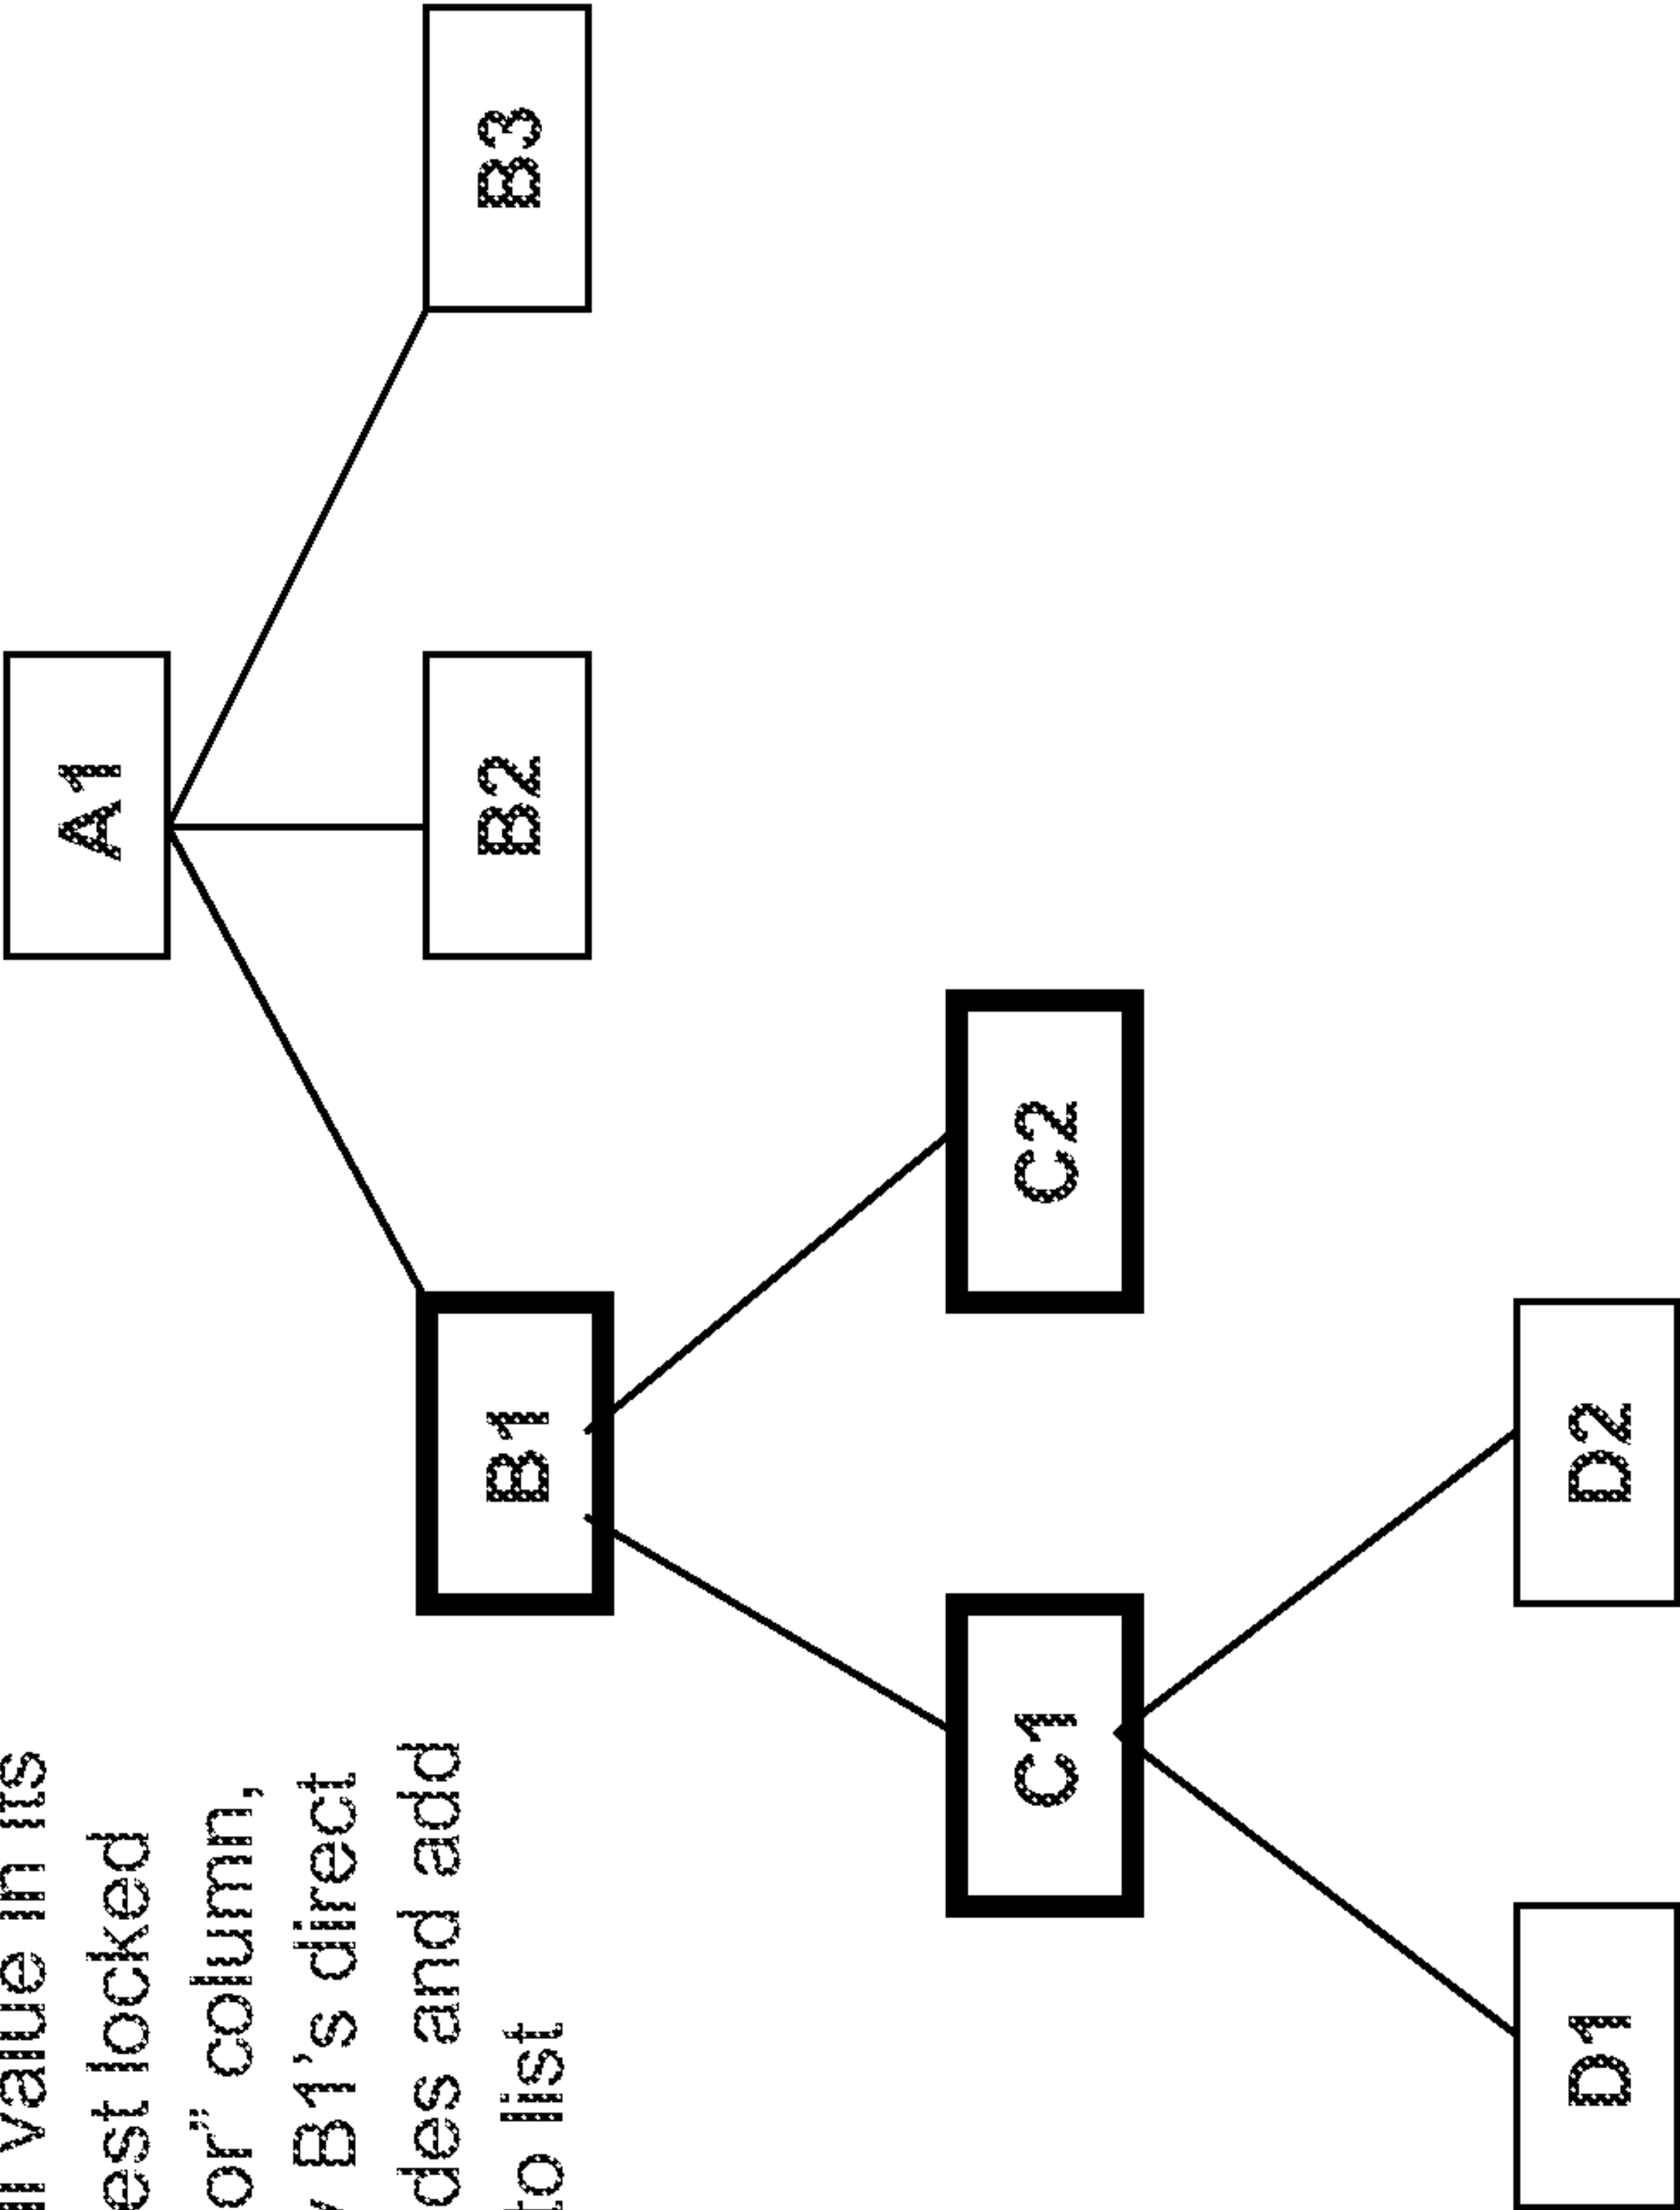 ll value in its
est locked
or” column,
y B1’s direct
des and add
to list
A1
B1
B2
B3
C1
C2
D1
D2